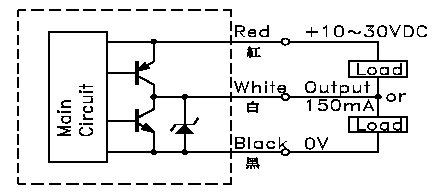 Red +10~30VDC
紅
Load
Main
Circuit
White Output
白 150mA or
Load
Black 0V
黑